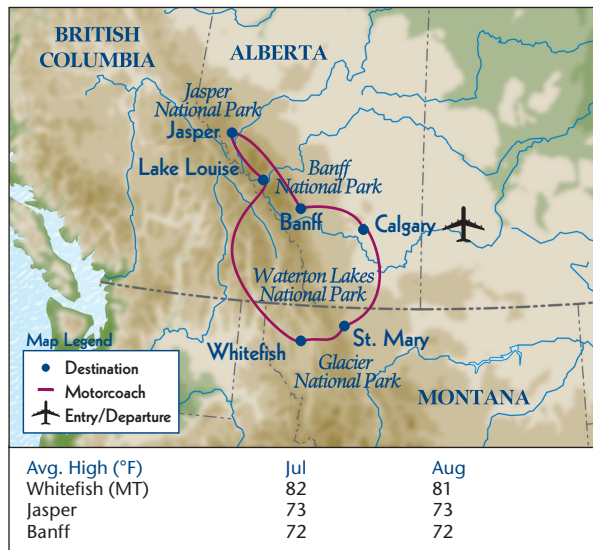 BRITISH
COLUMBIA
ALBERTA
Jasper
National Park
Jasper
Lake Louise
Banff
National Park
Banff
Calgary
Waterton Lakes
National Park
Map Legend
Destination
Motorcoach
Entry/Departure
Whitefish
St. Mary
Glacier
National Park
MONTANA
Avg. High (°F) Jul Aug
Whitefish (MT) 82 81
Jasper 73 73
Banff 72 72